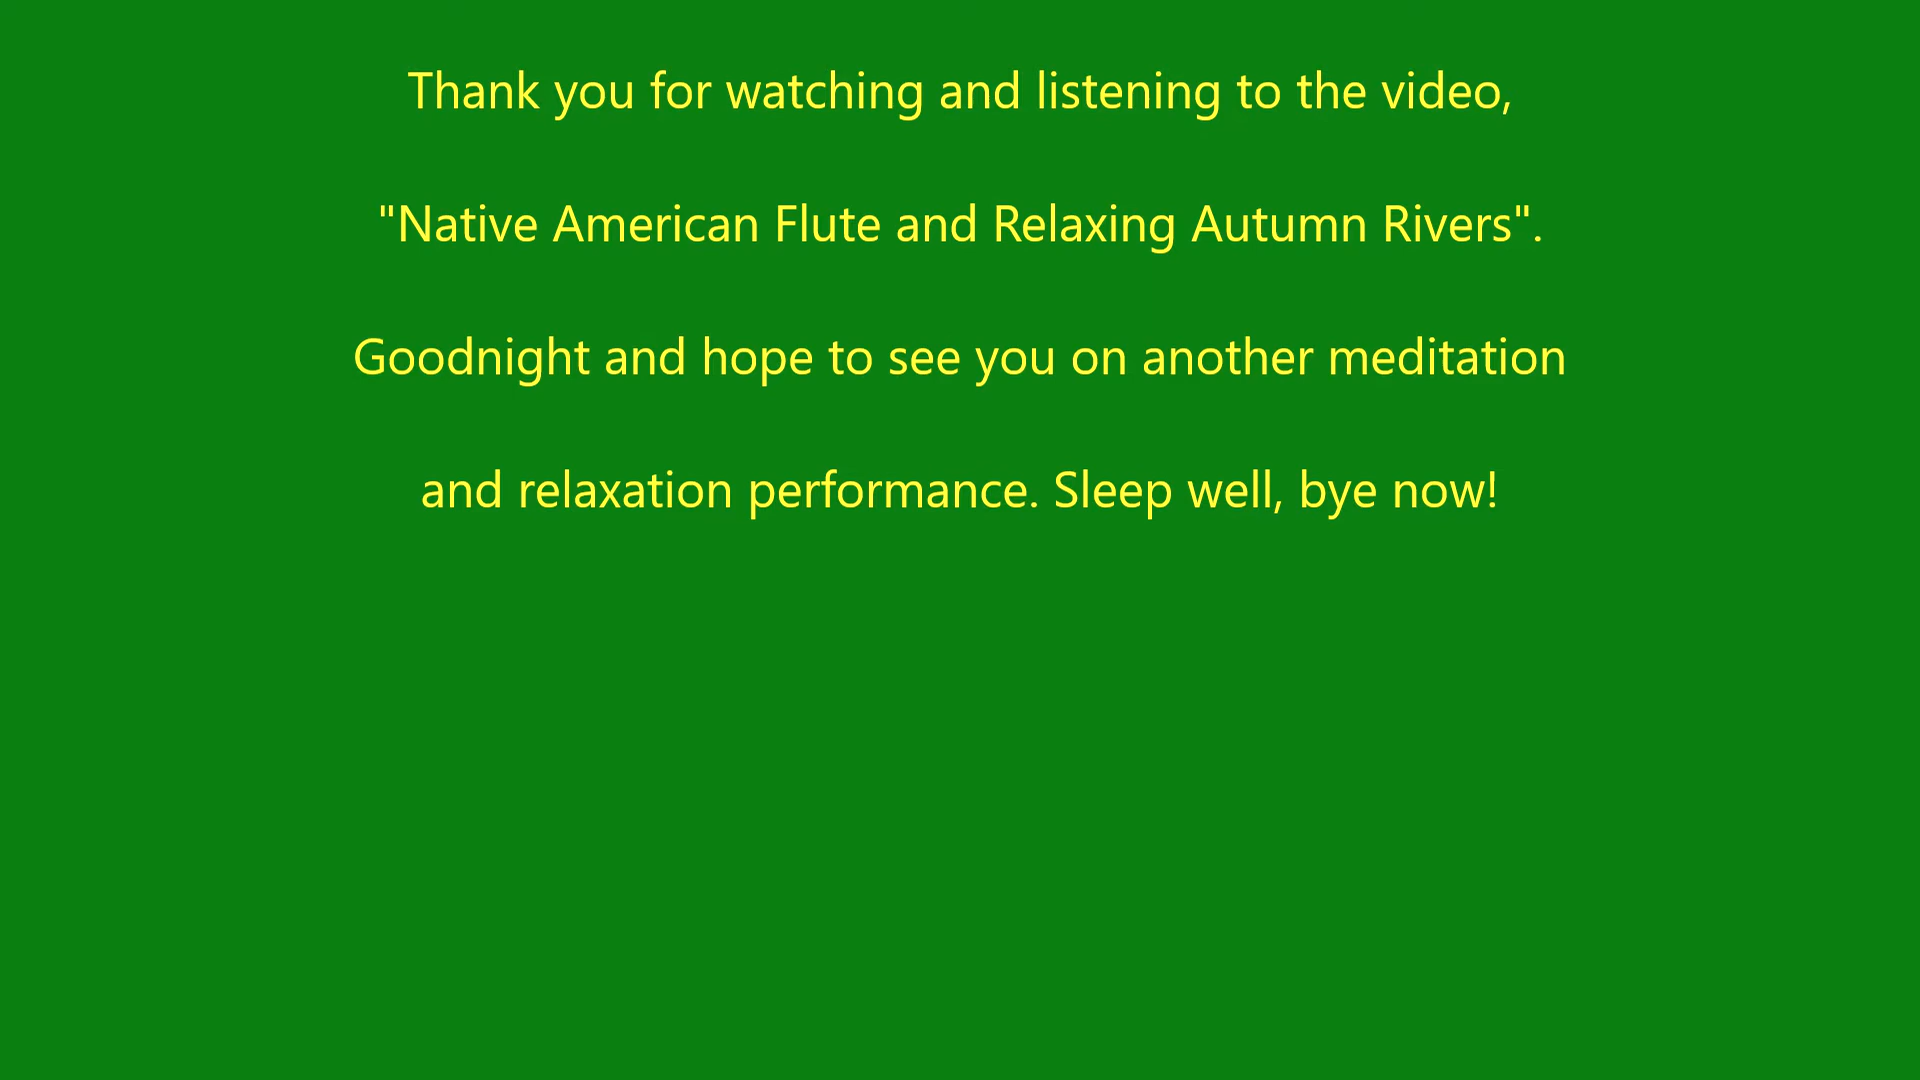 Thank you for watching and listening to the video,
"Native American Flute and Relaxing Autumn Rivers".
Goodnight and hope to see you on another meditation
and relaxation performance. Sleep well, bye now!